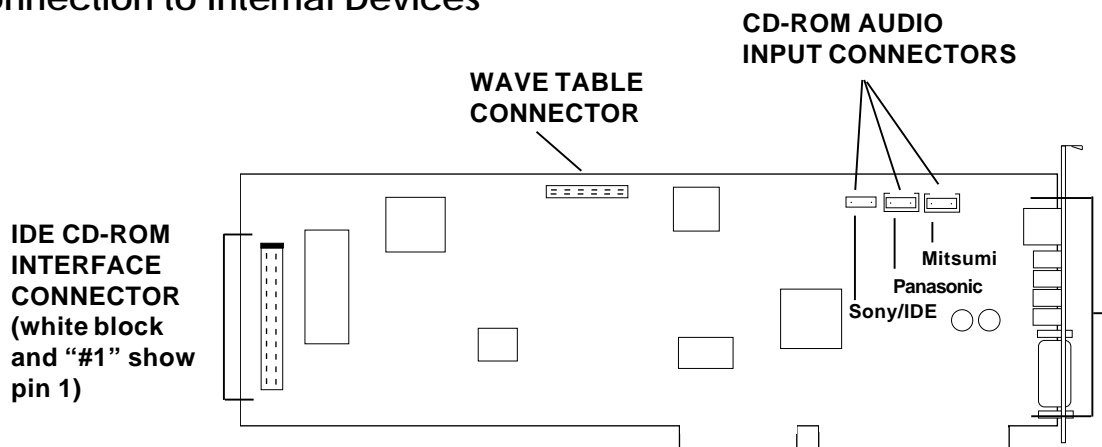 Connection to Internal Devices
CD-ROM AUDIO
INPUT CONNECTORS
WAVE TABLE
CONNECTOR
IDE CD-ROM
INTERFACE
CONNECTOR
(white block
and “#1” show
pin 1)
Mitsumi
Panasonic
Sony/IDE